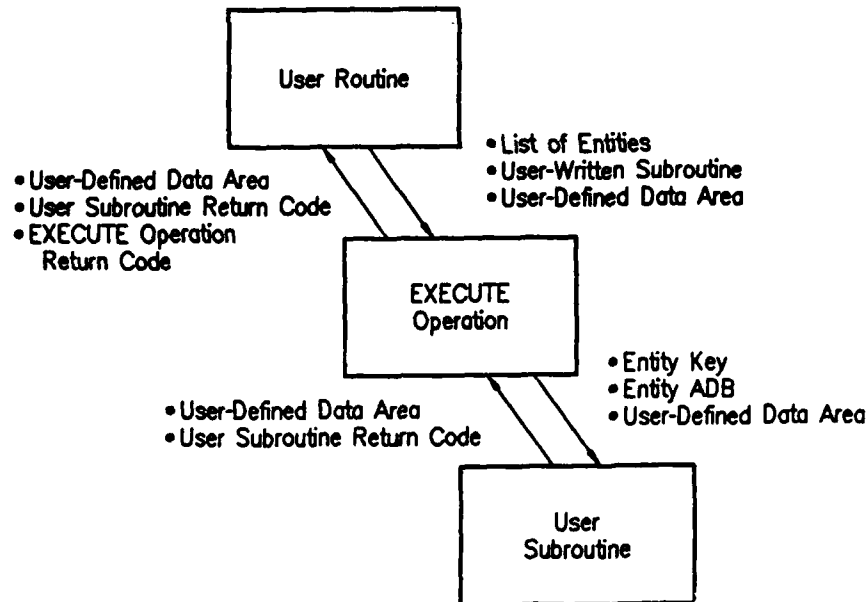 User Routine
• List of Entities
• User-Written Subroutine
• User-Defined Data Area
• User-Defined Data Area
• User Subroutine Return Code
• EXECUTE Operation
Return Code
EXECUTE
Operation
• Entity Key
• Entity ADB
• User-Defined Data Area
• User-Defined Data Area
• User Subroutine Return Code
User
Subroutine